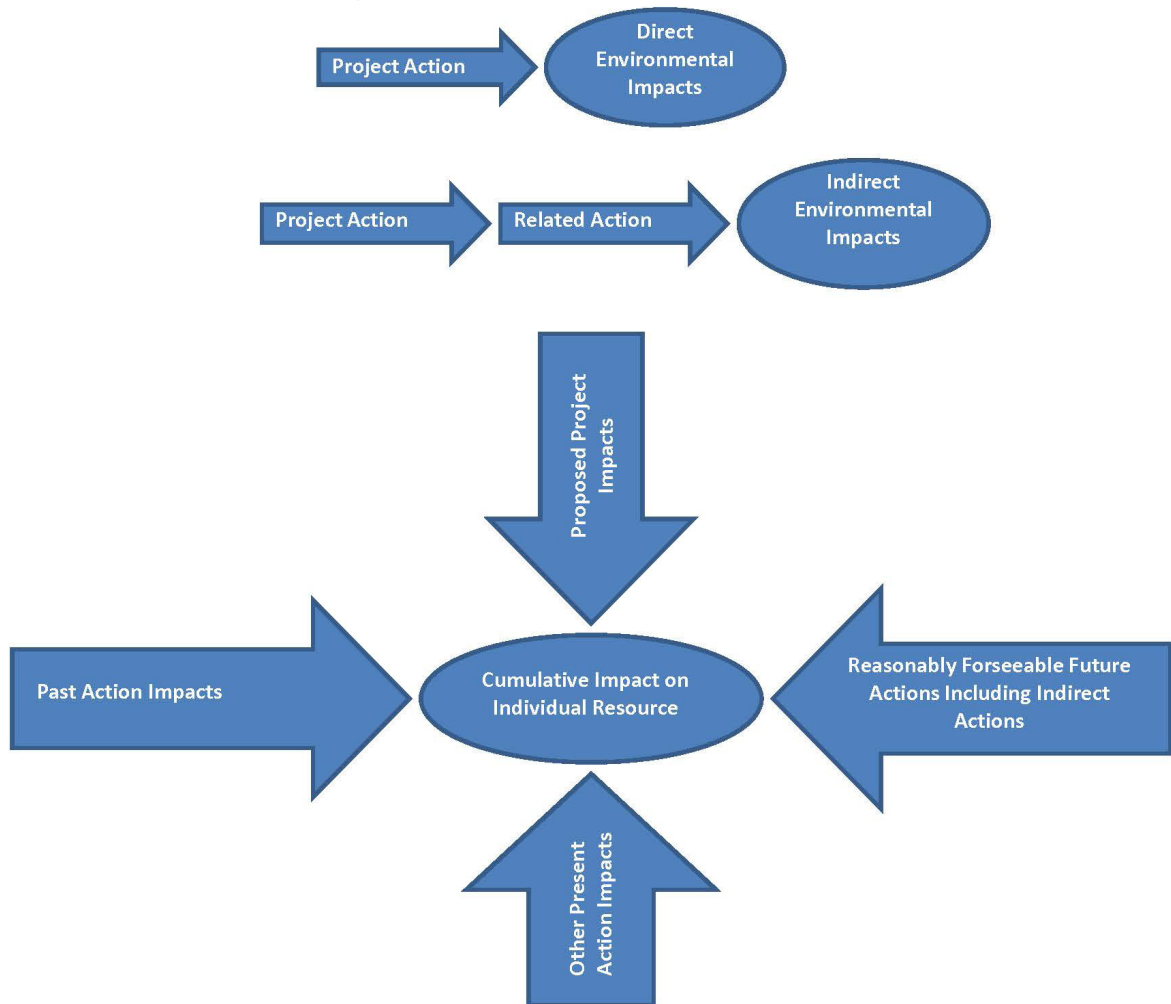 Project Action
Direct
Environmental
Impacts
Project Action
Related Action
Indirect
Environmental
Impacts
Proposed Project
Impacts
Past Action Impacts
Cumulative Impact on
Individual Resource
Reasonably Forseeable Future
Actions Including Indirect
Actions
Other Present
Action Impacts